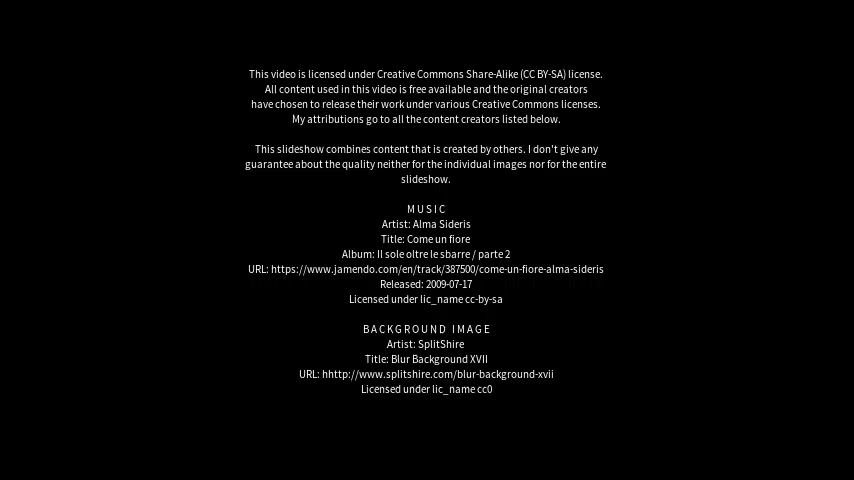 This video is licensed under Creative Commons Share-Alike (CC BY-SA) license.
All content used in this video is free available and the original creators
have chosen to release their work under various Creative Commons licenses.
My attributions go to all the content creators listed below.
This slideshow combines content that is created by others. I don't give any
guarantee about the quality neither for the individual images nor for the entire
slideshow.
MUSIC
Artist: Alma Sideris
Title: Come un fiore
Album: Il sole oltre le sbarre / parte 2
URL: https://www.jamendo.com/en/track/387500/come-un-fiore-alma-sideris
Released: 2009-07-17
Licensed under lic_name cc-by-sa
BACKGROUND IMAGE
Artist: SplitShire
Title: Blur Background XVII
URL: hhttp://www.splitshire.com/blur-background-xvii
Licensed under lic_name cc0